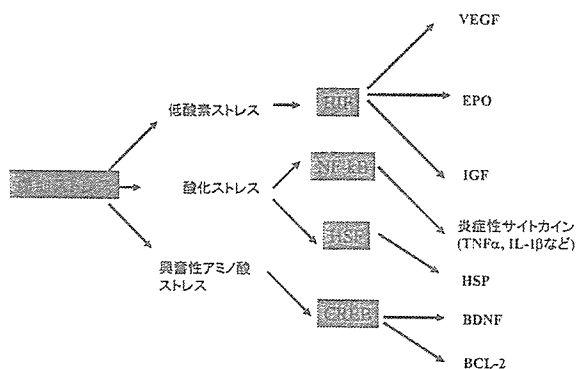 VEGF
低酸素ストレス
HIF
EPO
IGF
酸化ストレス
NF-kB
HSF
炎症性サイトカイン
(TNFα, IL-1βなど)
HSP
興奮性アミノ酸
ストレス
CREB
BDNF
BCL-2